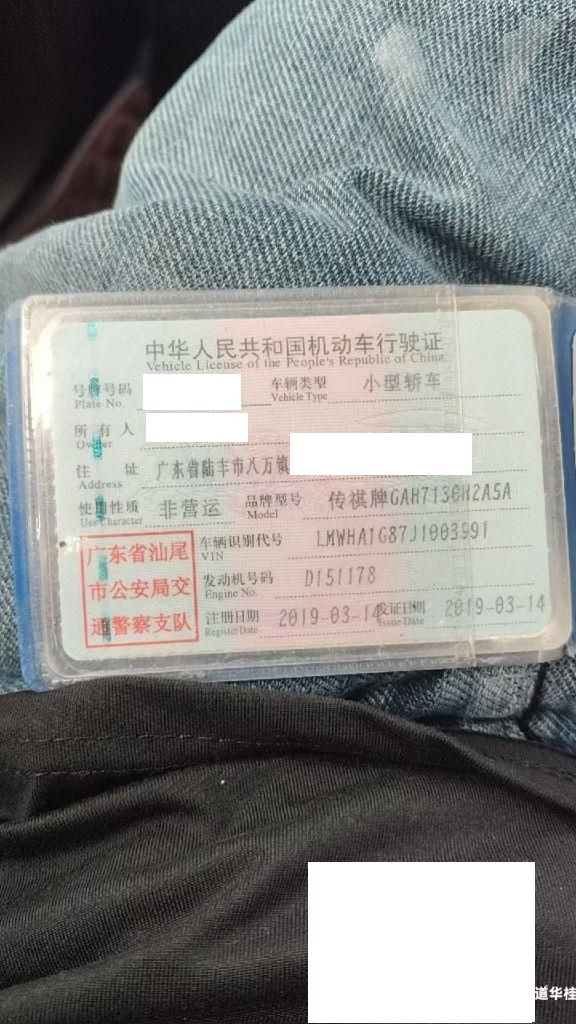 中华人民共和国机动车行驶证
Vehicle License of the People's Republic of China
号牌号码 车辆类型 小型轿车
Plate No. Vehicle Type
所有人
Owner
住址 广东省陆丰市八万镇
Address
使用性质 非营运 品牌型号 传祺牌GAH7130H2A5A
Use Character Model
广东省汕尾
市公安局交
通警察支队
车辆识别代号 LMWHA1G87J1003991
VIN
发动机号码 D151178
Engine No.
注册日期 2019-03-14 发证日期 2019-03-14
Register Date Issue Date
道华桂